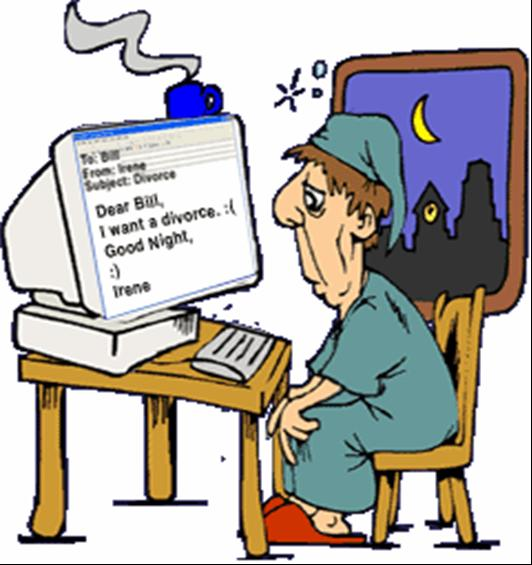 To: Bill
From: Irene
Subject: Divorce
Dear Bill,
I want a divorce. :(
Good Night,
:)
Irene